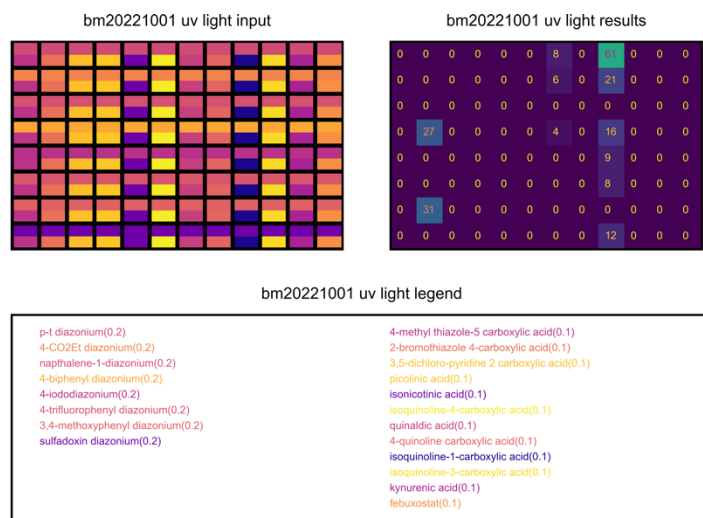 bm20221001 uv light input
bm20221001 uv light results
0 0 0 0 0 0 8 0 61 0 0 0
0 0 0 0 0 0 6 0 21 0 0 0
0 0 0 0 0 0 0 0 0 0 0 0
0 27 0 0 0 0 4 0 16 0 0 0
0 0 0 0 0 0 0 0 9 0 0 0
0 0 0 0 0 0 0 0 8 0 0 0
0 31 0 0 0 0 0 0 0 0 0 0
0 0 0 0 0 0 0 0 12 0 0 0
bm20221001 uv light legend
p-t diazonium(0.2)
4-CO2Et diazonium(0.2)
napthalene-1-diazonium(0.2)
4-biphenyl diazonium(0.2)
4-iododiazonium(0.2)
4-trifluorophenyl diazonium(0.2)
3,4-methoxyphenyl diazonium(0.2)
sulfadoxin diazonium(0.2)
4-methyl thiazole-5 carboxylic acid(0.1)
2-bromothiazole 4-carboxylic acid(0.1)
3,5-dichloro-pyridine 2 carboxylic acid(0.1)
picolinic acid(0.1)
isonicotinic acid(0.1)
isoquinoline-4-carboxylic acid(0.1)
quinaldic acid(0.1)
4-quinoline carboxylic acid(0.1)
isoquinoline-1-carboxylic acid(0.1)
isoquinoline-3-carboxylic acid(0.1)
kynurenic acid(0.1)
febuxostat(0.1)